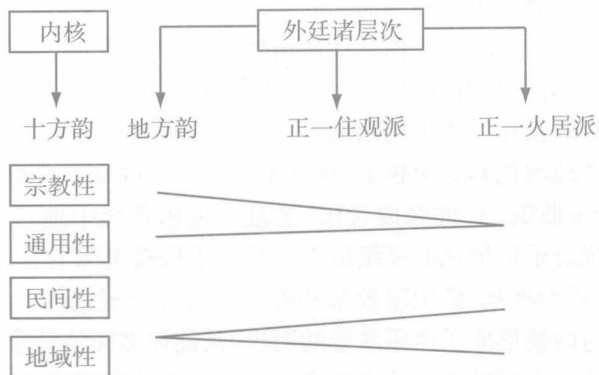 内核
外廷诸层次
十方韵 地方韵 正一住观派 正一火居派
宗教性
通用性
民间性
地域性